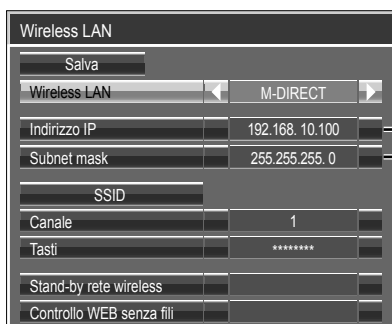 Wireless LAN
Salva
Wireless LAN M-DIRECT
Indirizzo IP 192.168. 10.100
Subnet mask 255.255.255. 0
SSID
Canale 1
Tasti ********
Stand-by rete wireless
Controllo WEB senza fili